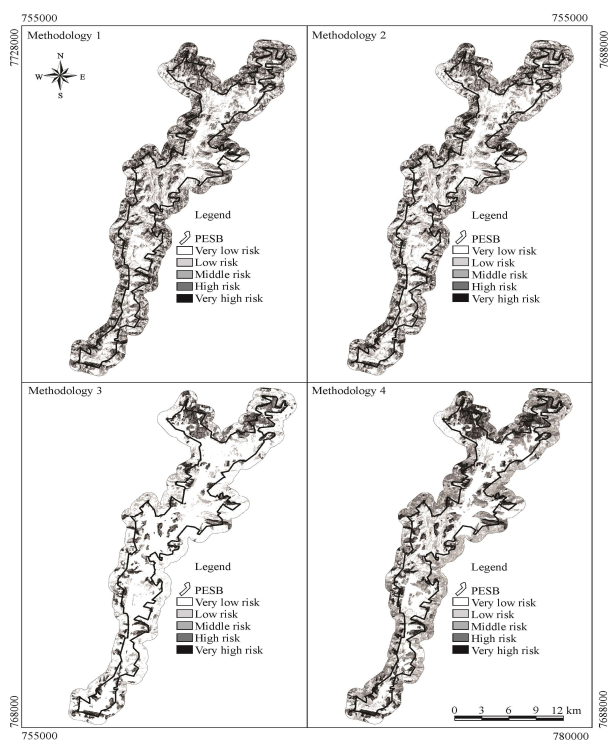 755000
755000
7728000
7688000
Methodology 1
N
W
E
S
Legend
PESB
Very low risk
Low risk
Middle risk
High risk
Very high risk
Methodology 2
Legend
PESB
Very low risk
Low risk
Middle risk
High risk
Very high risk
Methodology 3
Legend
PESB
Very low risk
Low risk
Middle risk
High risk
Very high risk
Methodology 4
Legend
PESB
Very low risk
Low risk
Middle risk
High risk
Very high risk
0 3 6 9 12 km
768000
7688000
755000
780000